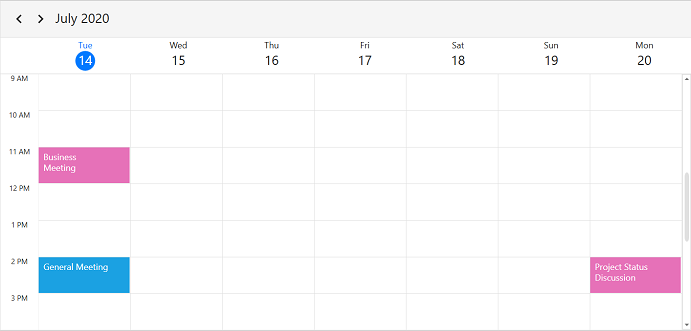 July 2020
Tue Wed Thu Fri Sat Sun Mon
14 15 16 17 18 19 20
9 AM
10 AM
11 AM
Business
Meeting
12 PM
1 PM
2 PM
General Meeting
Project Status
Discussion
3 PM